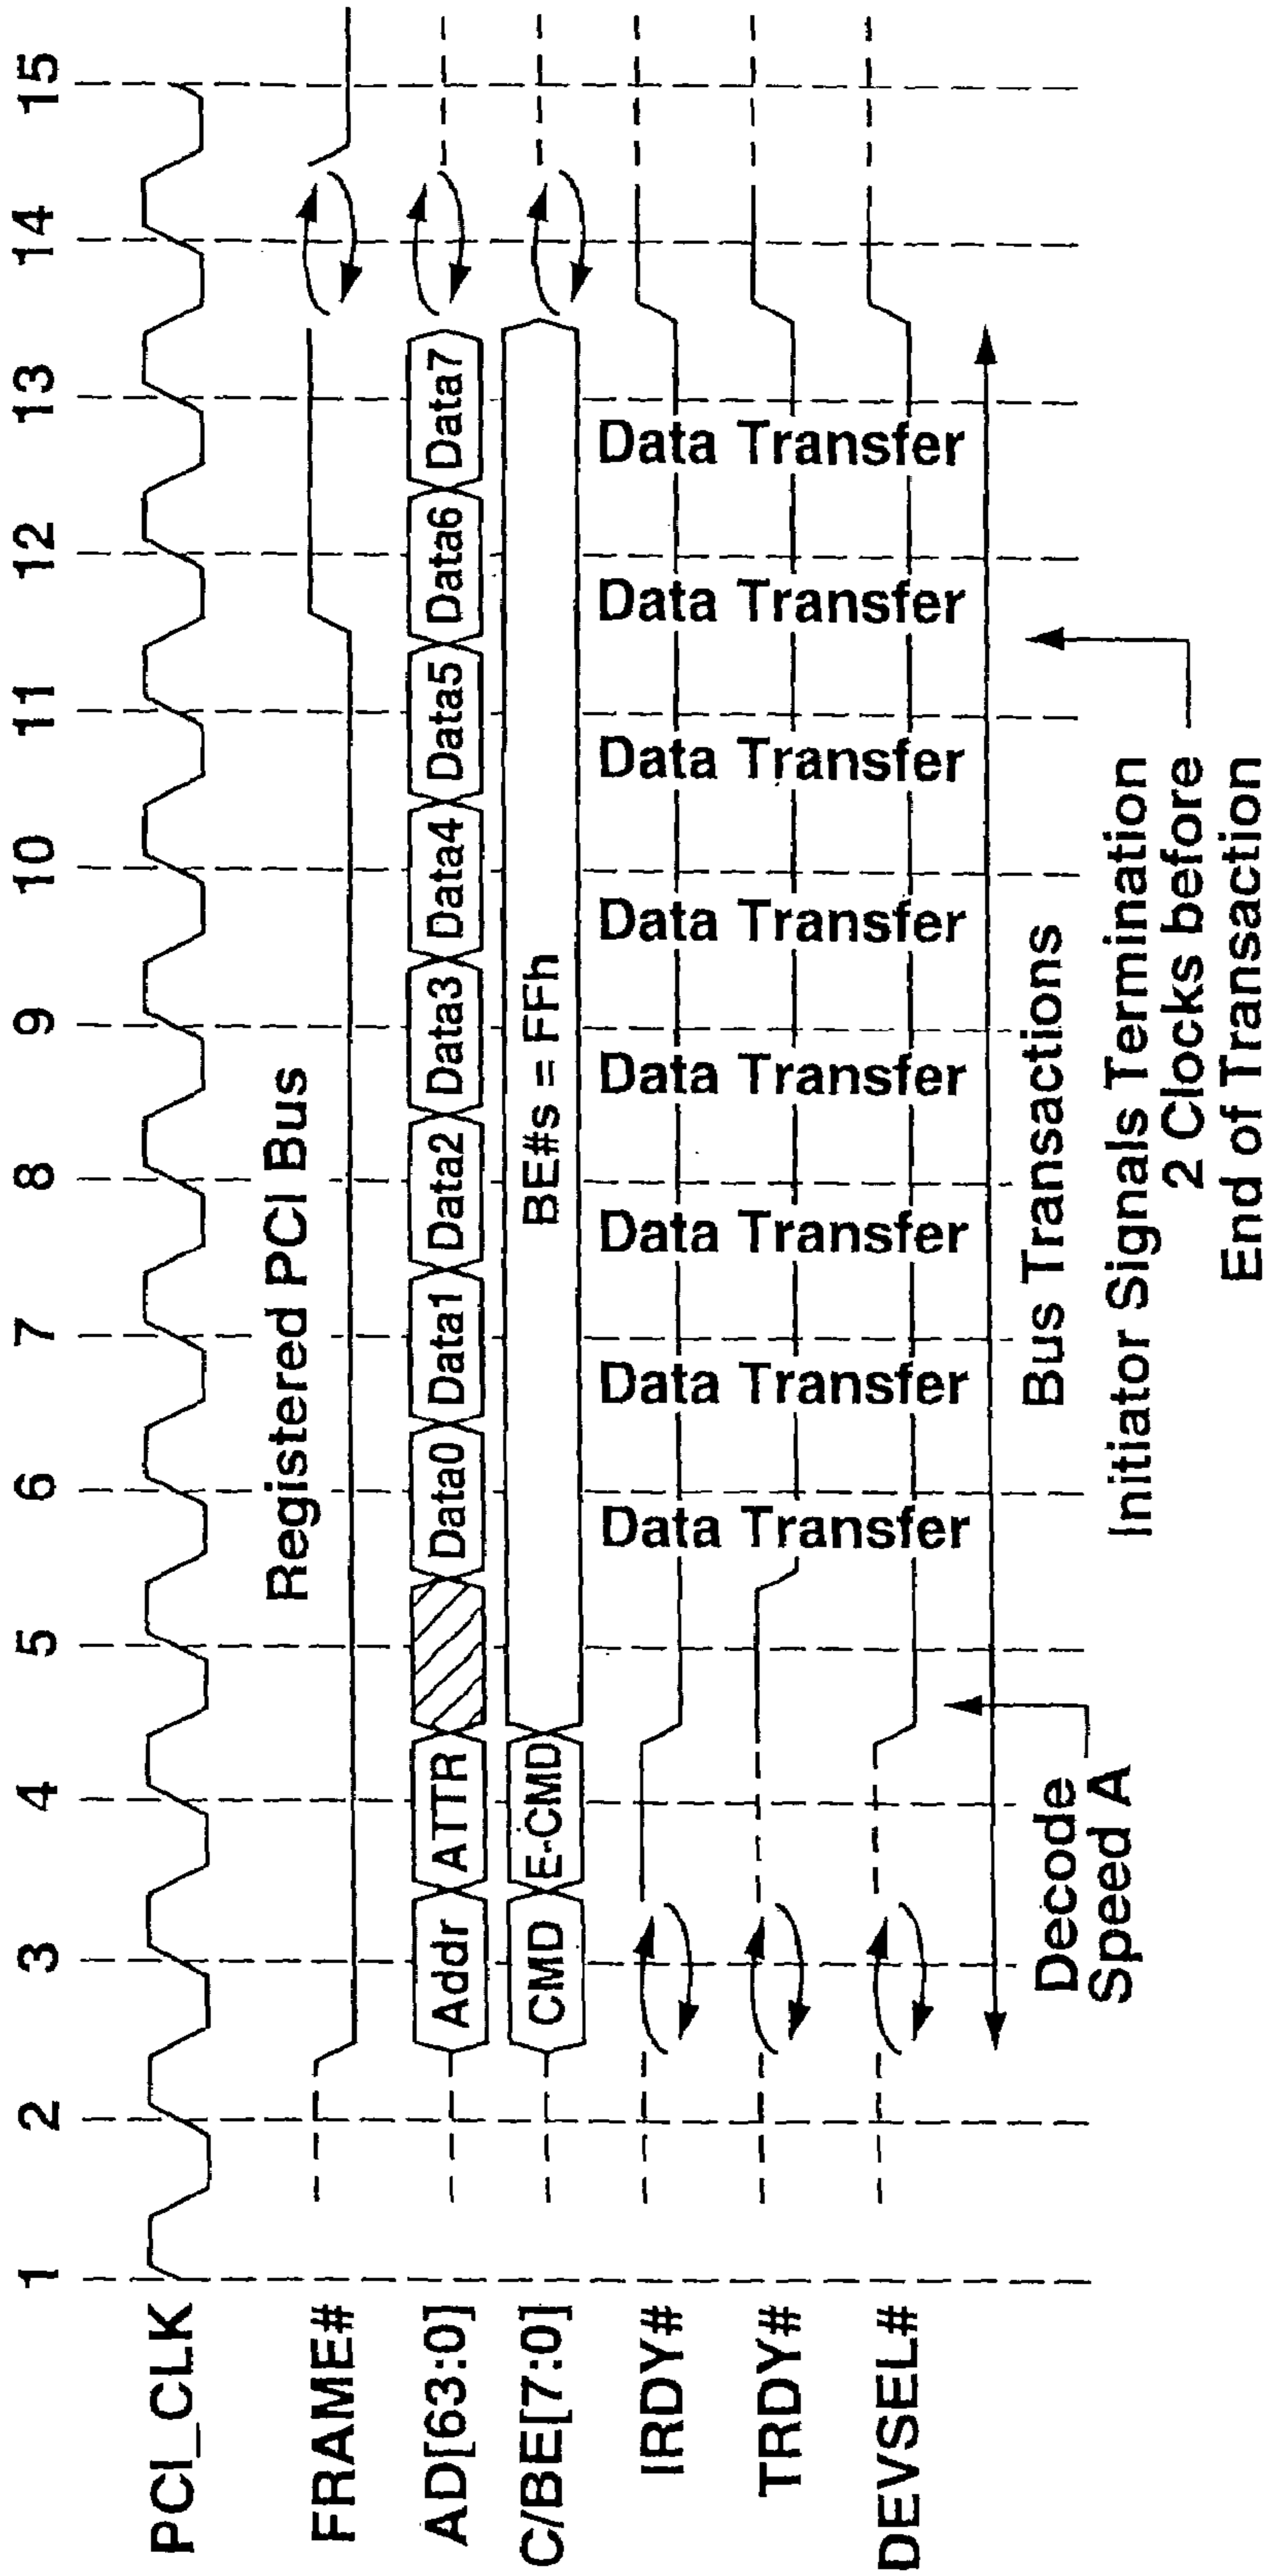 1 2 3 4 5 6 7 8 9 10 11 12 13 14 15
PCI_CLK
Registered PCI Bus
FRAME#
AD[63:0] Addr ATTR Data0 Data1 Data2 Data3 Data4 Data5 Data6 Data7
C/BE[7:0] CMD E-CMD BE#s = FFh
IRDY#
TRDY#
DEVSEL#
Data Transfer
Data Transfer
Data Transfer
Data Transfer
Data Transfer
Data Transfer
Data Transfer
Data Transfer
Decode
Speed A
Bus Transactions
Initiator Signals Termination
2 Clocks before
End of Transaction